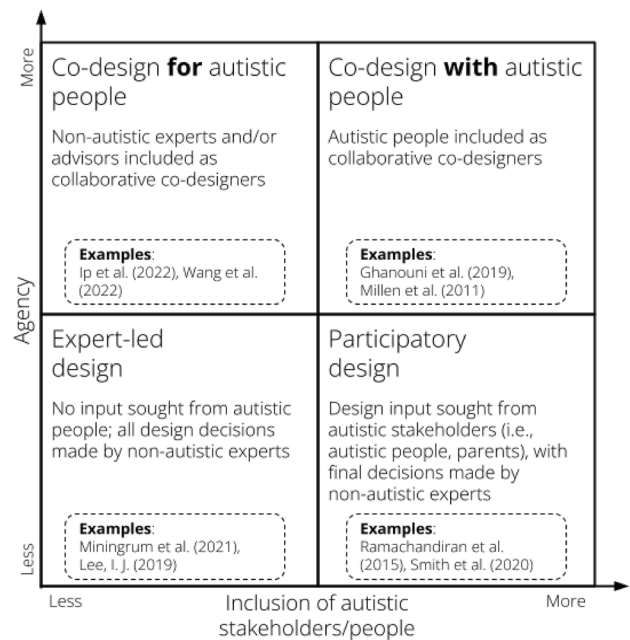 More
Co-design for autistic
people
Non-autistic experts and/or
advisors included as
collaborative co-designers
Examples:
Ip et al. (2022), Wang et al.
(2022)
Co-design with autistic
people
Autistic people included as
collaborative co-designers
Examples:
Ghanouni et al. (2019),
Millen et al. (2011)
Agency
Expert-led
design
No input sought from autistic
people; all design decisions
made by non-autistic experts
Examples:
Miningrum et al. (2021),
Lee, I. J. (2019)
Participatory
design
Design input sought from
autistic stakeholders (i.e.,
autistic people, parents), with
final decisions made by
non-autistic experts
Examples:
Ramachandiran et al.
(2015), Smith et al. (2020)
Less
Less
Inclusion of autistic
stakeholders/people
More